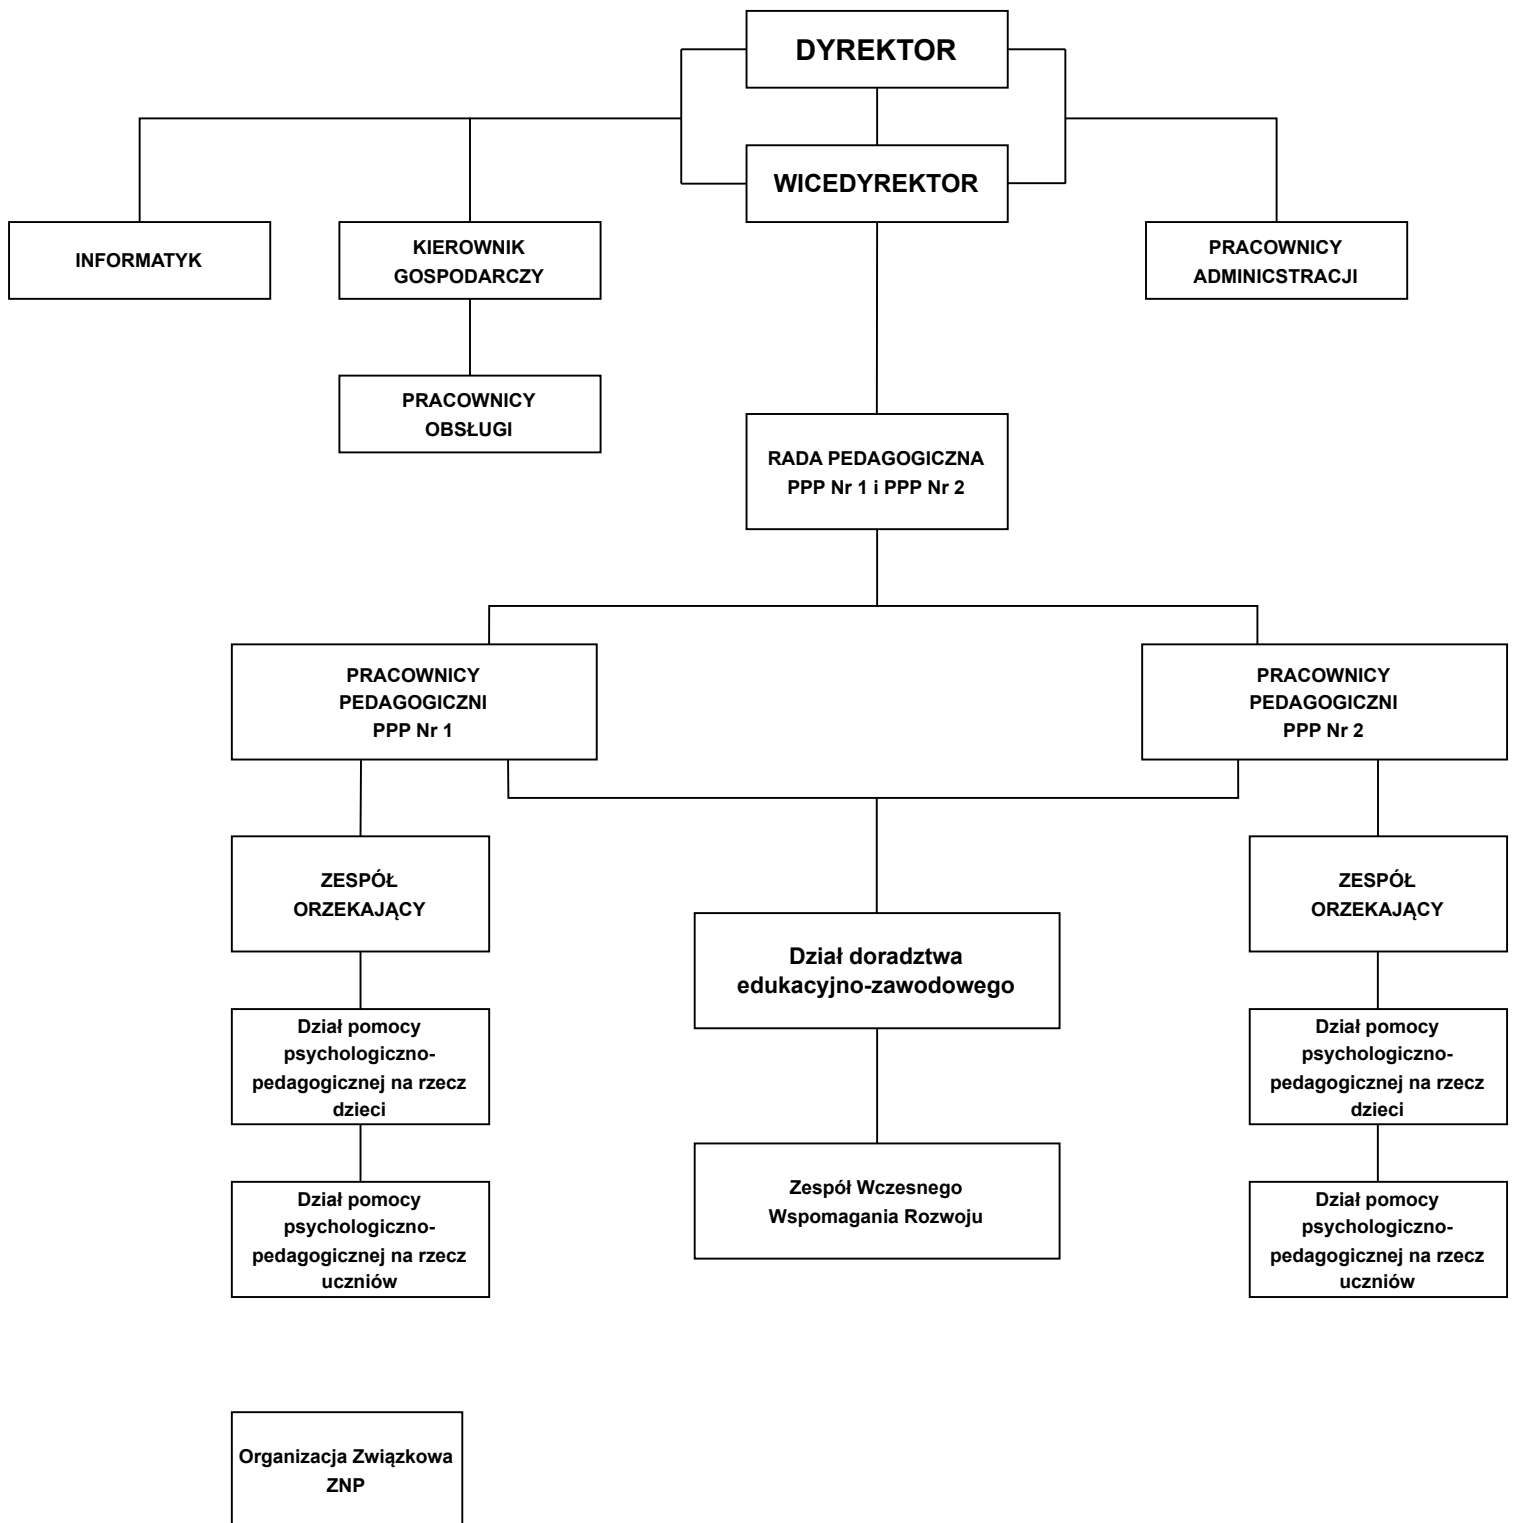 DYREKTOR
WICEDYREKTOR
INFORMATYK
KIEROWNIK
GOSPODARCZY
PRACOWNICY
ADMINICSTRACJI
PRACOWNICY
OBSŁUGI
RADA PEDAGOGICZNA
PPP Nr 1 i PPP Nr 2
PRACOWNICY
PEDAGOGICZNI
PPP Nr 1
PRACOWNICY
PEDAGOGICZNI
PPP Nr 2
ZESPÓŁ
ORZEKAJĄCY
ZESPÓŁ
ORZEKAJĄCY
Dział doradztwa
edukacyjno-zawodowego
Dział pomocy
psychologiczno-
pedagogicznej na rzecz
dzieci
Dział pomocy
psychologiczno-
pedagogicznej na rzecz
dzieci
Zespół Wczesnego
Wspomagania Rozwoju
Dział pomocy
psychologiczno-
pedagogicznej na rzecz
uczniów
Dział pomocy
psychologiczno-
pedagogicznej na rzecz
uczniów
Organizacja Związkowa
ZNP